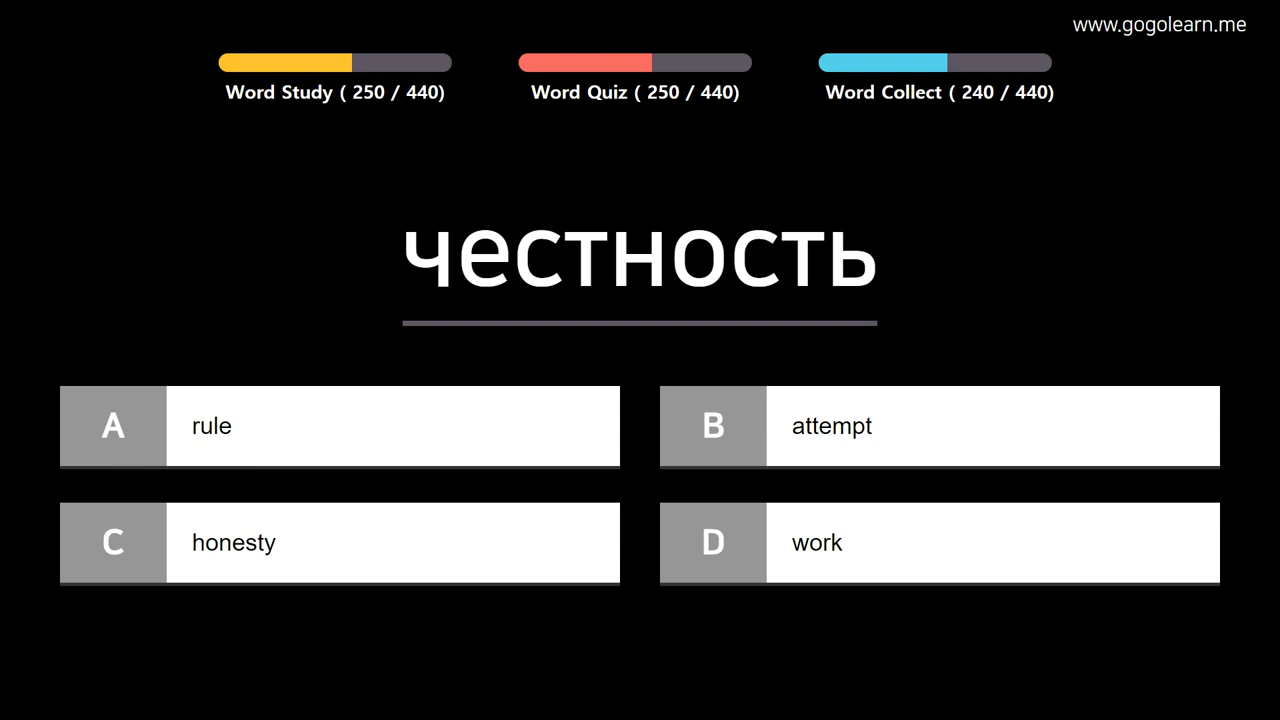 www.gogolearn.me
Word Study ( 250 / 440)
Word Quiz ( 250 / 440)
Word Collect ( 240 / 440)
честность
A rule
B attempt
C honesty
D work